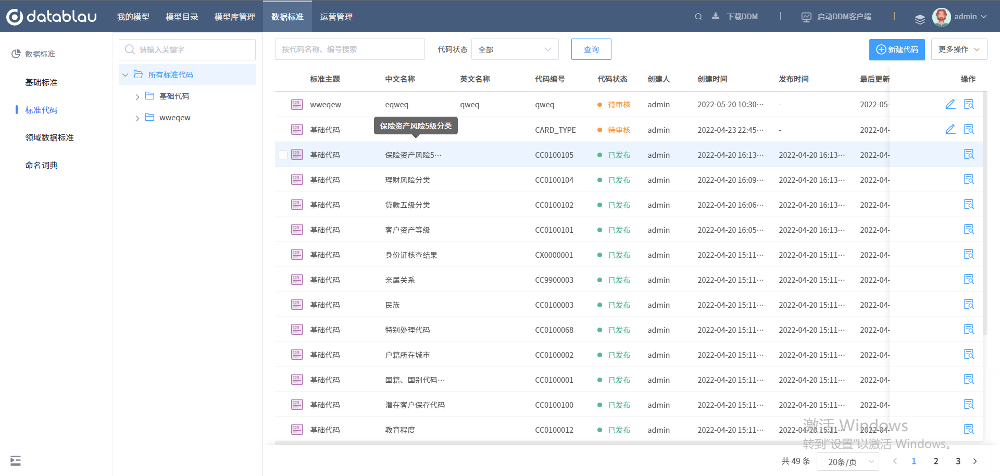 datablau 我的模型 模型目录 模型库管理 数据标准 运营管理 下载DDM | 启动DDM客户端 | admin
数据标准
基础标准
标准代码
领域数据标准
命名词典
请输入关键字
所有标准代码
基础代码
wweqew
按代码名称、编号搜索 代码状态 全部 查询 新建代码 更多操作
标准主题 中文名称 英文名称 代码编号 代码状态 创建人 创建时间 发布时间 最后更新 操作
123 wweqew eqweq qweq qweq 待审核 admin 2022-05-20 10:30··· - 2022-05-
123 基础代码 CARD_TYPE 待审核 admin 2022-04-23 22:45··· - 2022-04-
保险资产风险5级分类
123 基础代码 保险资产风险5··· CC0100105 已发布 admin 2022-04-20 16:13··· 2022-04-20 16:13··· 2022-04-
123 基础代码 理财风险分类 CC0100104 已发布 admin 2022-04-20 16:09··· 2022-04-20 16:13··· 2022-04-
123 基础代码 贷款五级分类 CC0100102 已发布 admin 2022-04-20 16:06··· 2022-04-20 16:13··· 2022-04-
123 基础代码 客户资产等级 CC0100101 已发布 admin 2022-04-20 16:05··· 2022-04-20 16:13··· 2022-04-
123 基础代码 身份证核查结果 CX0000001 已发布 admin 2022-04-20 15:11··· 2022-04-20 15:11··· 2022-04-
123 基础代码 亲属关系 CC9900003 已发布 admin 2022-04-20 15:11··· 2022-04-20 15:11··· 2022-04-
123 基础代码 民族 CC0100003 已发布 admin 2022-04-20 15:11··· 2022-04-20 15:11··· 2022-04-
123 基础代码 特别处理代码 CC0100068 已发布 admin 2022-04-20 15:11··· 2022-04-20 15:11··· 2022-04-
123 基础代码 户籍所在城市 CC0100002 已发布 admin 2022-04-20 15:11··· 2022-04-20 15:11··· 2022-04-
123 基础代码 国籍、国别代码··· CC0100001 已发布 admin 2022-04-20 15:11··· 2022-04-20 15:11··· 2022-04-
123 基础代码 潜在客户保存代码 CC0100100 已发布 admin 2022-04-20 15:11··· 2022-04-20 15:11··· 2022-04-
123 基础代码 教育程度 CC0100012 已发布 admin 2022-04-20 15:11··· 2022-04-20 15:11··· 2022-04-
激活 Windows
转到“设置“以激活 Windows。
共 49 条 20条/页 1 2 3